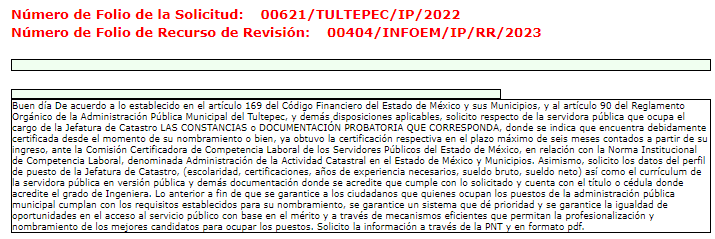 Número de Folio de la Solicitud: 00621/TULTEPEC/IP/2022
Número de Folio de Recurso de Revisión: 00404/INFOEM/IP/RR/2023
Buen día De acuerdo a lo establecido en el artículo 169 del Código Financiero del Estado de México y sus Municipios, y al artículo 90 del Reglamento
Orgánico de la Administración Pública Municipal del Tultepec, y demás disposiciones aplicables, solicito respecto de la servidora pública que ocupa el
cargo de la Jefatura de Catastro LAS CONSTANCIAS o DOCUMENTACIÓN PROBATORIA QUE CORRESPONDA, donde se indica que encuentra debidamente
certificada desde el momento de su nombramiento o bien, ya obtuvo la certificación respectiva en el plazo máximo de seis meses contados a partir de su
ingreso, ante la Comisión Certificadora de Competencia Laboral de los Servidores Públicos del Estado de México, en relación con la Norma Institucional
de Competencia Laboral, denominada Administración de la Actividad Catastral en el Estado de México y Municipios. Asimismo, solicito los datos del perfil
de puesto de la Jefatura de Catastro, (escolaridad, certificaciones, años de experiencia necesarios, sueldo bruto, sueldo neto) así como el currículum de
la servidora pública en versión pública y demás documentación donde se acredite que cumple con lo solicitado y cuenta con el título o cédula donde
acredite el grado de Ingeniera. Lo anterior a fin de que se garantice a los ciudadanos que quienes ocupan los puestos de la administración pública
municipal cumplan con los requisitos establecidos para su nombramiento, se garantice un sistema que dé prioridad y se garantice la igualdad de
oportunidades en el acceso al servicio público con base en el mérito y a través de mecanismos eficientes que permitan la profesionalización y
nombramiento de los mejores candidatos para ocupar los puestos. Solicito la información a través de la PNT y en formato pdf.